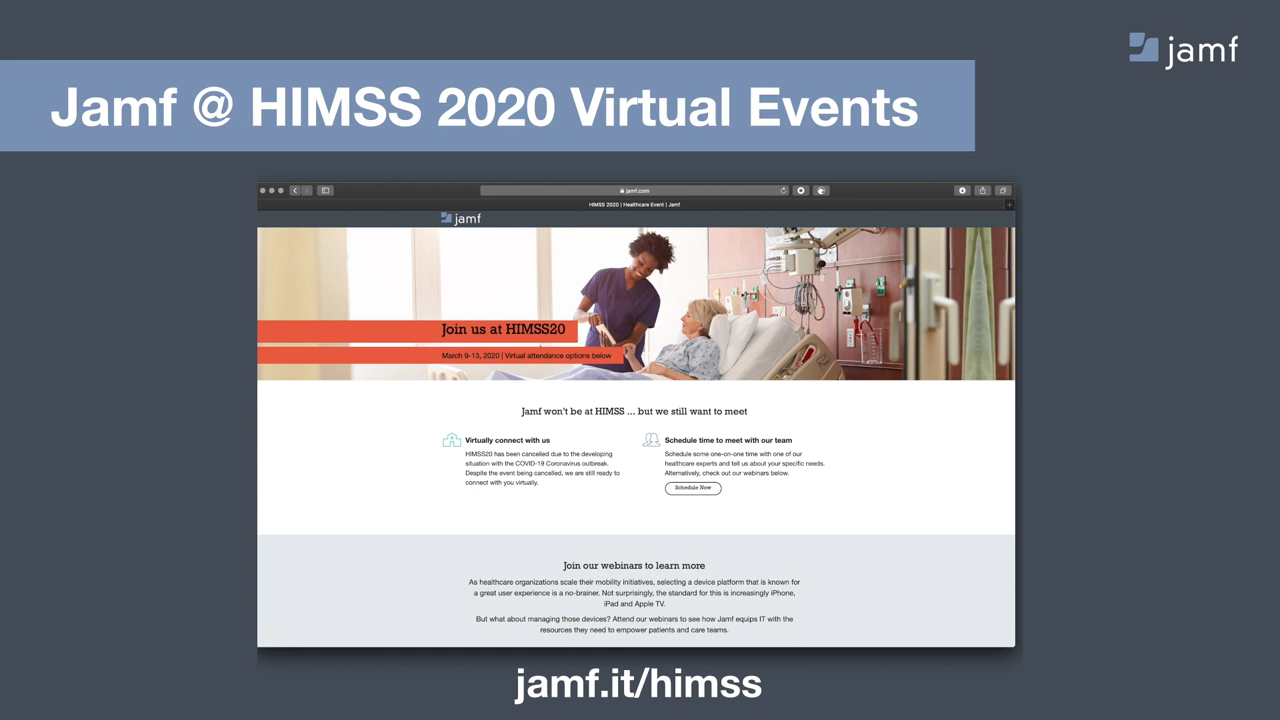 jamf
Jamf @ HIMSS 2020 Virtual Events
jamf.com
HIMSS 2020 | Healthcare Event | Jamf
jamf
Join us at HIMSS20
March 9-13, 2020 | Virtual attendance options below
Jamf won't be at HIMSS ... but we still want to meet
Virtually connect with us
HIMSS20 has been cancelled due to the developing
situation with the COVID-19 Coronavirus outbreak.
Despite the event being cancelled, we are still ready to
connect with you virtually.
Schedule time to meet with our team
Schedule some one-on-one time with one of our
healthcare experts and tell us about your specific needs.
Alternatively, check out our webinars below.
Schedule Now
Join our webinars to learn more
As healthcare organizations scale their mobility initiatives, selecting a device platform that is known for
a great user experience is a no-brainer. Not surprisingly, the standard for this is increasingly iPhone,
iPad and Apple TV.
But what about managing those devices? Attend our webinars to see how Jamf equips IT with the
resources they need to empower patients and care teams.
jamf.it/himss